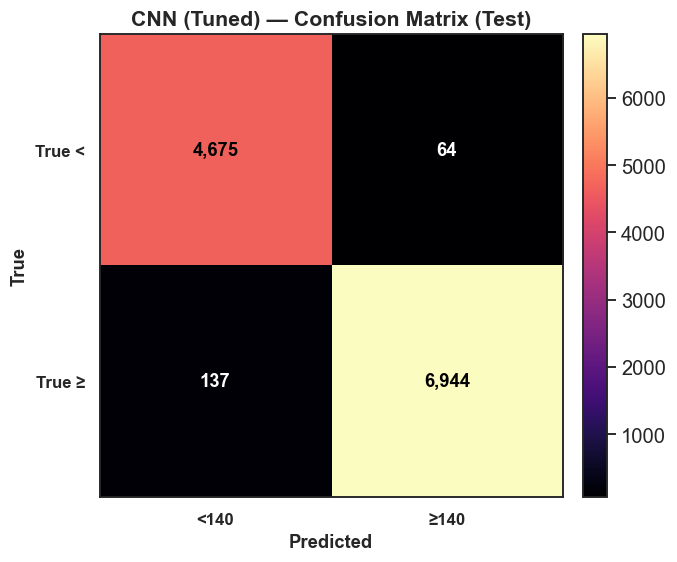 CNN (Tuned) — Confusion Matrix (Test)
True <
4,675
64
True ≥
137
6,944
<140
≥140
Predicted
True
6000
5000
4000
3000
2000
1000